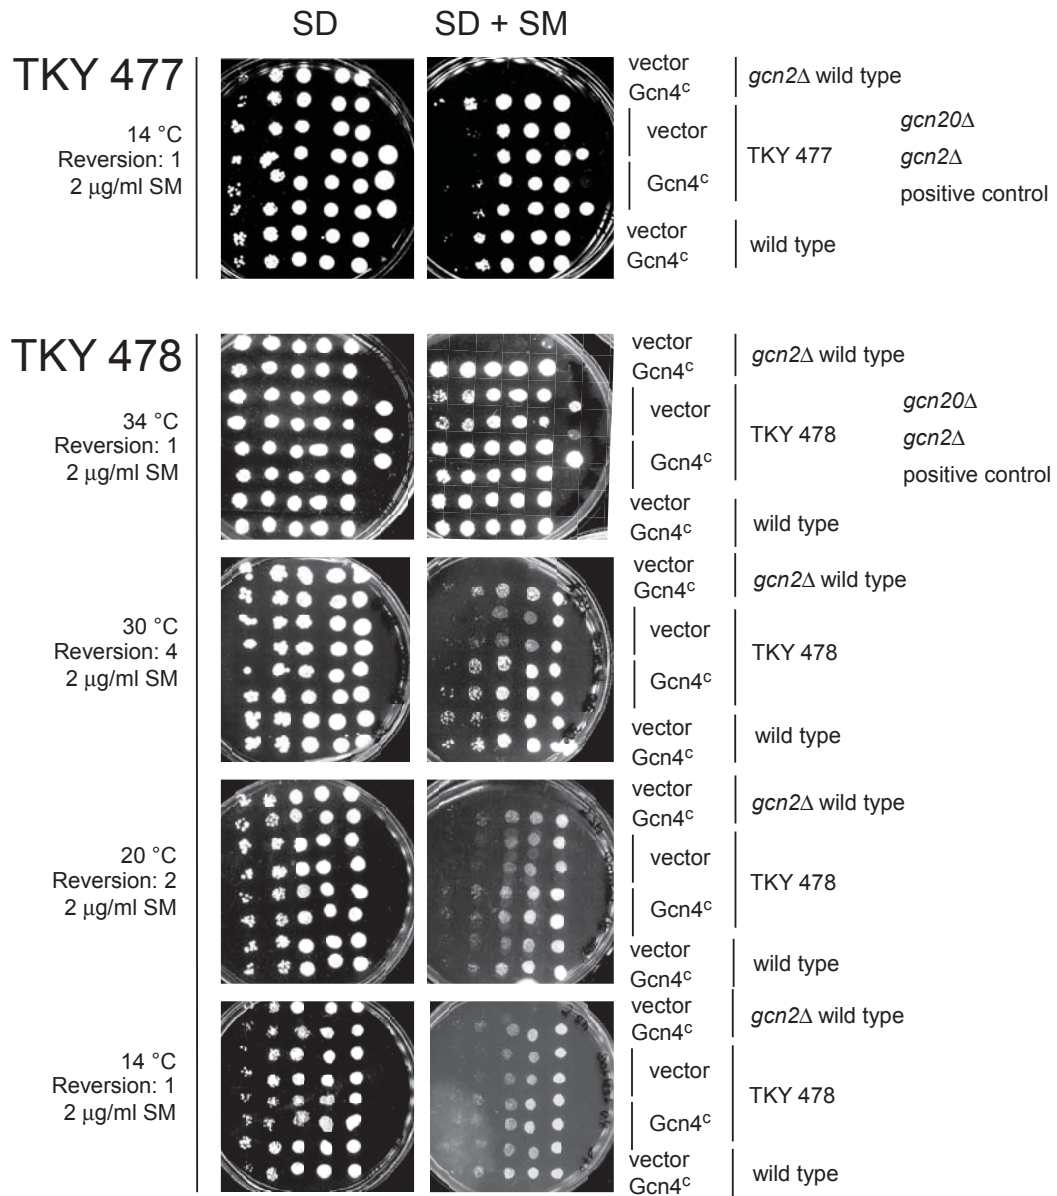 SD SD + SM
TKY 477
14 °C
Reversion: 1
2 μg/ml SM
vector
Gcn4c
vector
Gcn4c
vector
Gcn4c
gcn2Δ wild type
TKY 477
wild type
gcn20Δ
gcn2Δ
positive control
TKY 478
34 °C
Reversion: 1
2 μg/ml SM
vector
Gcn4c
vector
Gcn4c
vector
Gcn4c
gcn2Δ wild type
TKY 478
wild type
gcn20Δ
gcn2Δ
positive control
30 °C
Reversion: 4
2 μg/ml SM
vector
Gcn4c
vector
Gcn4c
vector
Gcn4c
gcn2Δ wild type
TKY 478
wild type
20 °C
Reversion: 2
2 μg/ml SM
vector
Gcn4c
vector
Gcn4c
vector
Gcn4c
gcn2Δ wild type
TKY 478
wild type
14 °C
Reversion: 1
2 μg/ml SM
vector
Gcn4c
vector
Gcn4c
vector
Gcn4c
gcn2Δ wild type
TKY 478
wild type